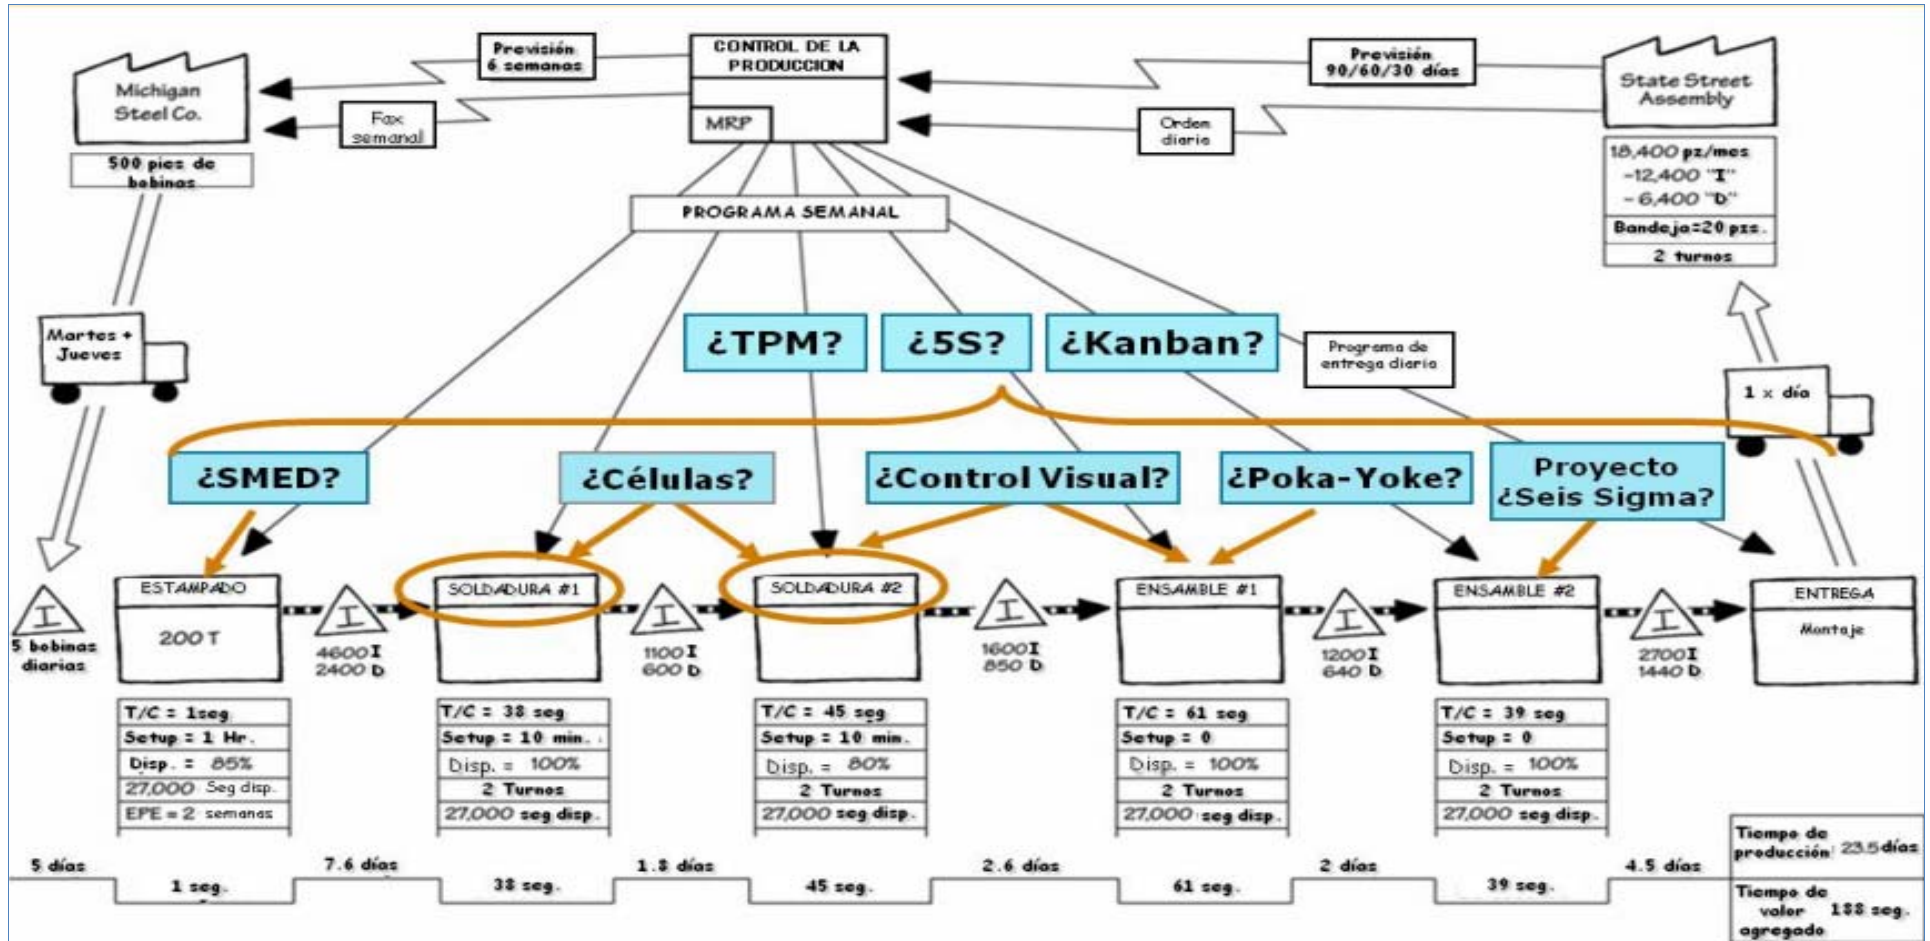 Michigan
Steel Co.
500 pies de
bobinas
Previsión
6 semanas
Fax
semanal
CONTROL DE LA
PRODUCCION
MRP
Previsión
90/60/30 días
Orden
diaria
State Street
Assembly
18,400 pz/mes
-12,400 "I"
- 6,400 "D"
Bandeja=20 pzs.
2 turnos
PROGRAMA SEMANAL
Martes +
Jueves
¿TPM?
¿5S?
¿Kanban?
Programa de
entrega diaria
1 x día
¿SMED?
¿Células?
¿Control Visual?
¿Poka-Yoke?
Proyecto
¿Seis Sigma?
I
5 bobinas
diarias
ESTAMPADO
200 T
I
4600 I
2400 D
SOLDADURA #1
I
1100 I
600 D
SOLDADURA #2
I
1600 I
850 D
ENSAMBLE #1
I
1200 I
640 D
ENSAMBLE #2
I
2700 I
1440 D
ENTREGA
Montaje
T/C = 1seg
Setup = 1 Hr.
Disp. = 85%
27,000 Seg disp.
EPE = 2 semanas
T/C = 38 seg
Setup = 10 min.
Disp. = 100%
2 Turnos
27,000 seg disp.
T/C = 45 seg
Setup = 10 min.
Disp. = 80%
2 Turnos
27,000 seg disp.
T/C = 61 seg
Setup = 0
Disp. = 100%
2 Turnos
27,000 seg disp.
T/C = 39 seg
Setup = 0
Disp. = 100%
2 Turnos
27,000 seg disp.
5 días
1 seg.
7.6 días
38 seg.
1.8 días
45 seg.
2.6 días
61 seg.
2 días
39 seg.
4.5 días
Tiempo de
producción: 23.5 días
Tiempo de
valor
agregado
188 seg.